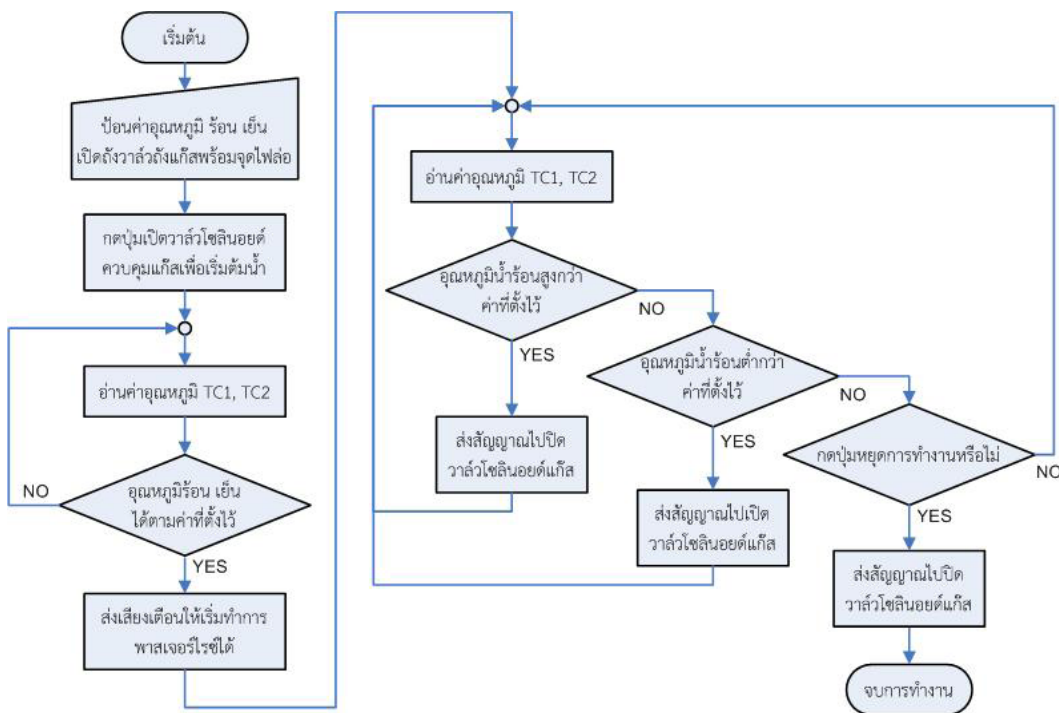 เริ่มต้น
ป้อนค่าอุณหภูมิ ร้อน เย็น
เปิดถังวาล์วถังแก๊สพร้อมจุดไฟล่อ
กดปุ่มเปิดวาล์วโซลินอยด์
ควบคุมแก๊สเพื่อเริ่มต้มน้ำ
อ่านค่าอุณหภูมิ TC1, TC2
NO
อุณหภูมิร้อน เย็น
ได้ตามค่าที่ตั้งไว้
YES
ส่งเสียงเตือนให้เริ่มทำการ
พาสเจอร์ไรซ์ได้
อ่านค่าอุณหภูมิ TC1, TC2
อุณหภูมิน้ำร้อนสูงกว่า
ค่าที่ตั้งไว้
NO
YES
ส่งสัญญาณไปปิด
วาล์วโซลินอยด์แก๊ส
อุณหภูมิน้ำร้อนต่ำกว่า
ค่าที่ตั้งไว้
NO
YES
ส่งสัญญาณไปเปิด
วาล์วโซลินอยด์แก๊ส
กดปุ่มหยุดการทำงานหรือไม่
NO
YES
ส่งสัญญาณไปปิด
วาล์วโซลินอยด์แก๊ส
จบการทำงาน